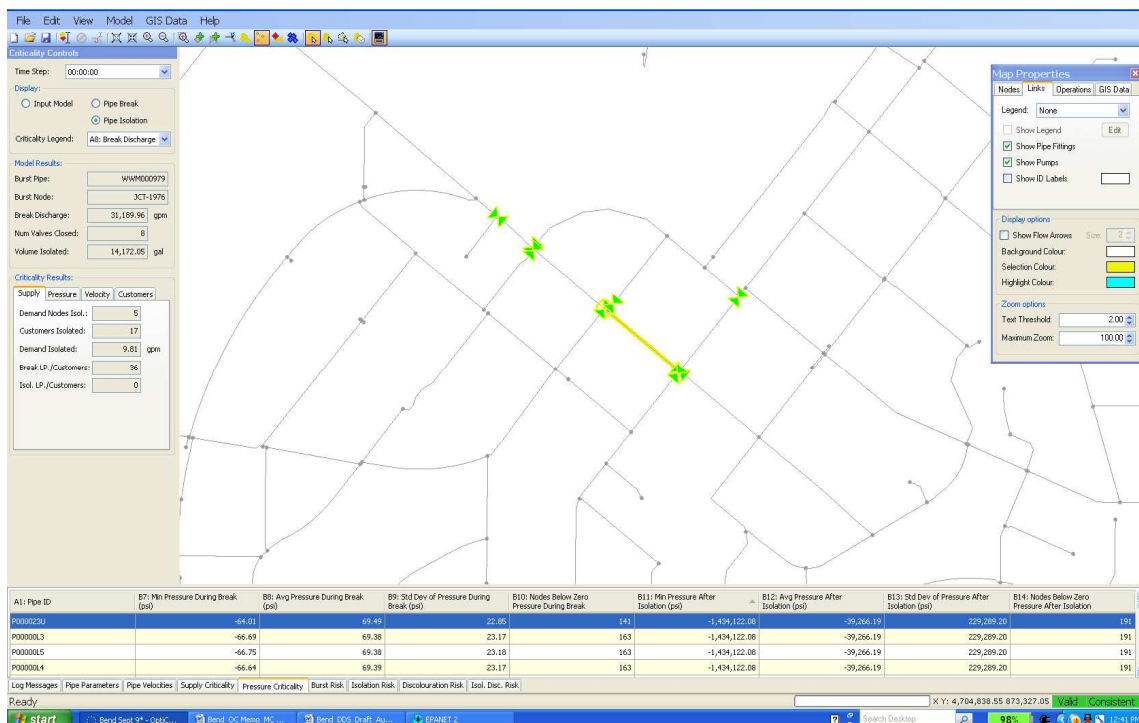 File Edit View Model GIS Data Help
Criticality Controls
Time Step: 00:00:00
Display:
Input Model Pipe Break
Pipe Isolation
Criticality Legend: A8: Break Discharge
Model Results:
Burst Pipe: WWM000979
Burst Node: JCT-1976
Break Discharge: 31,189.96 gpm
Num Valves Closed: 8
Volume Isolated: 14,172.05 gal
Criticality Results:
Supply Pressure Velocity Customers
Demand Nodes Isol.: 5
Customers Isolated: 17
Demand Isolated: 9.81 gpm
Break LP./Customers: 36
Isol. LP./Customers: 0
Map Properties
Nodes Links Operations GIS Data
Legend: None
Show Legend Edit
Show Pipe Fittings
Show Pumps
Show ID Labels
Display options
Show Flow Arrows Size: 2
Background Colour:
Selection Colour:
Highlight Colour:
Zoom options
Text Threshold: 2.00
Maximum Zoom: 100.00
A1: Pipe ID B7: Min Pressure During Break (psi) B8: Avg Pressure During Break (psi) B9: Std Dev of Pressure During Break (psi) B10: Nodes Below Zero Pressure During Break B11: Min Pressure After Isolation (psi) B12: Avg Pressure After Isolation (psi) B13: Std Dev of Pressure After Isolation (psi) B14: Nodes Below Zero Pressure After Isolation
P000023U -64.01 69.49 22.85 141 -1,434,122.08 -39,266.19 229,289.20 191
P00000L3 -66.69 69.38 23.17 163 -1,434,122.08 -39,266.19 229,289.20 191
P00000L5 -66.75 69.38 23.18 163 -1,434,122.08 -39,266.19 229,289.20 191
P00000L4 -66.64 69.39 23.17 163 -1,434,122.08 -39,266.19 229,289.20 191
Log Messages Pipe Parameters Pipe Velocities Supply Criticality Pressure Criticality Burst Risk Isolation Risk Discolouration Risk Isol. Disc. Risk
Ready X Y: 4,704,838.55 873,327.05 Valid Consistent
start Bend Sept 9* - OptiC... Bend_OC Memo_MC_... Bend_DDS_Draft_Au... EPANET 2 ? Search Desktop 98% 12:41 PM